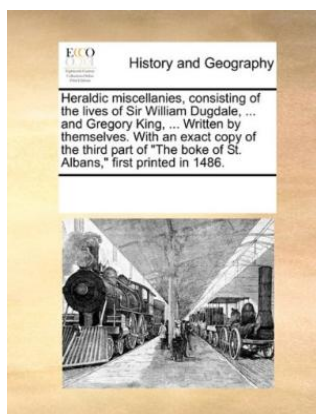 ECCO
History and Geography
Heraldic miscellanies, consisting of
the lives of Sir William Dugdale, ...
and Gregory King, ... Written by
themselves. With an exact copy of
the third part of "The boke of St.
Albans," first printed in 1486.